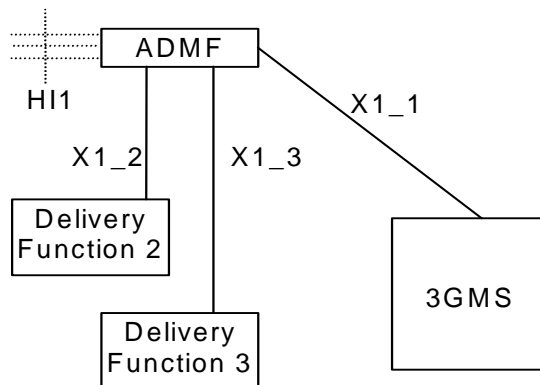 ADMF
HI1
X1_1
X1_2
X1_3
Delivery
Function 2
3GMS
Delivery
Function 3